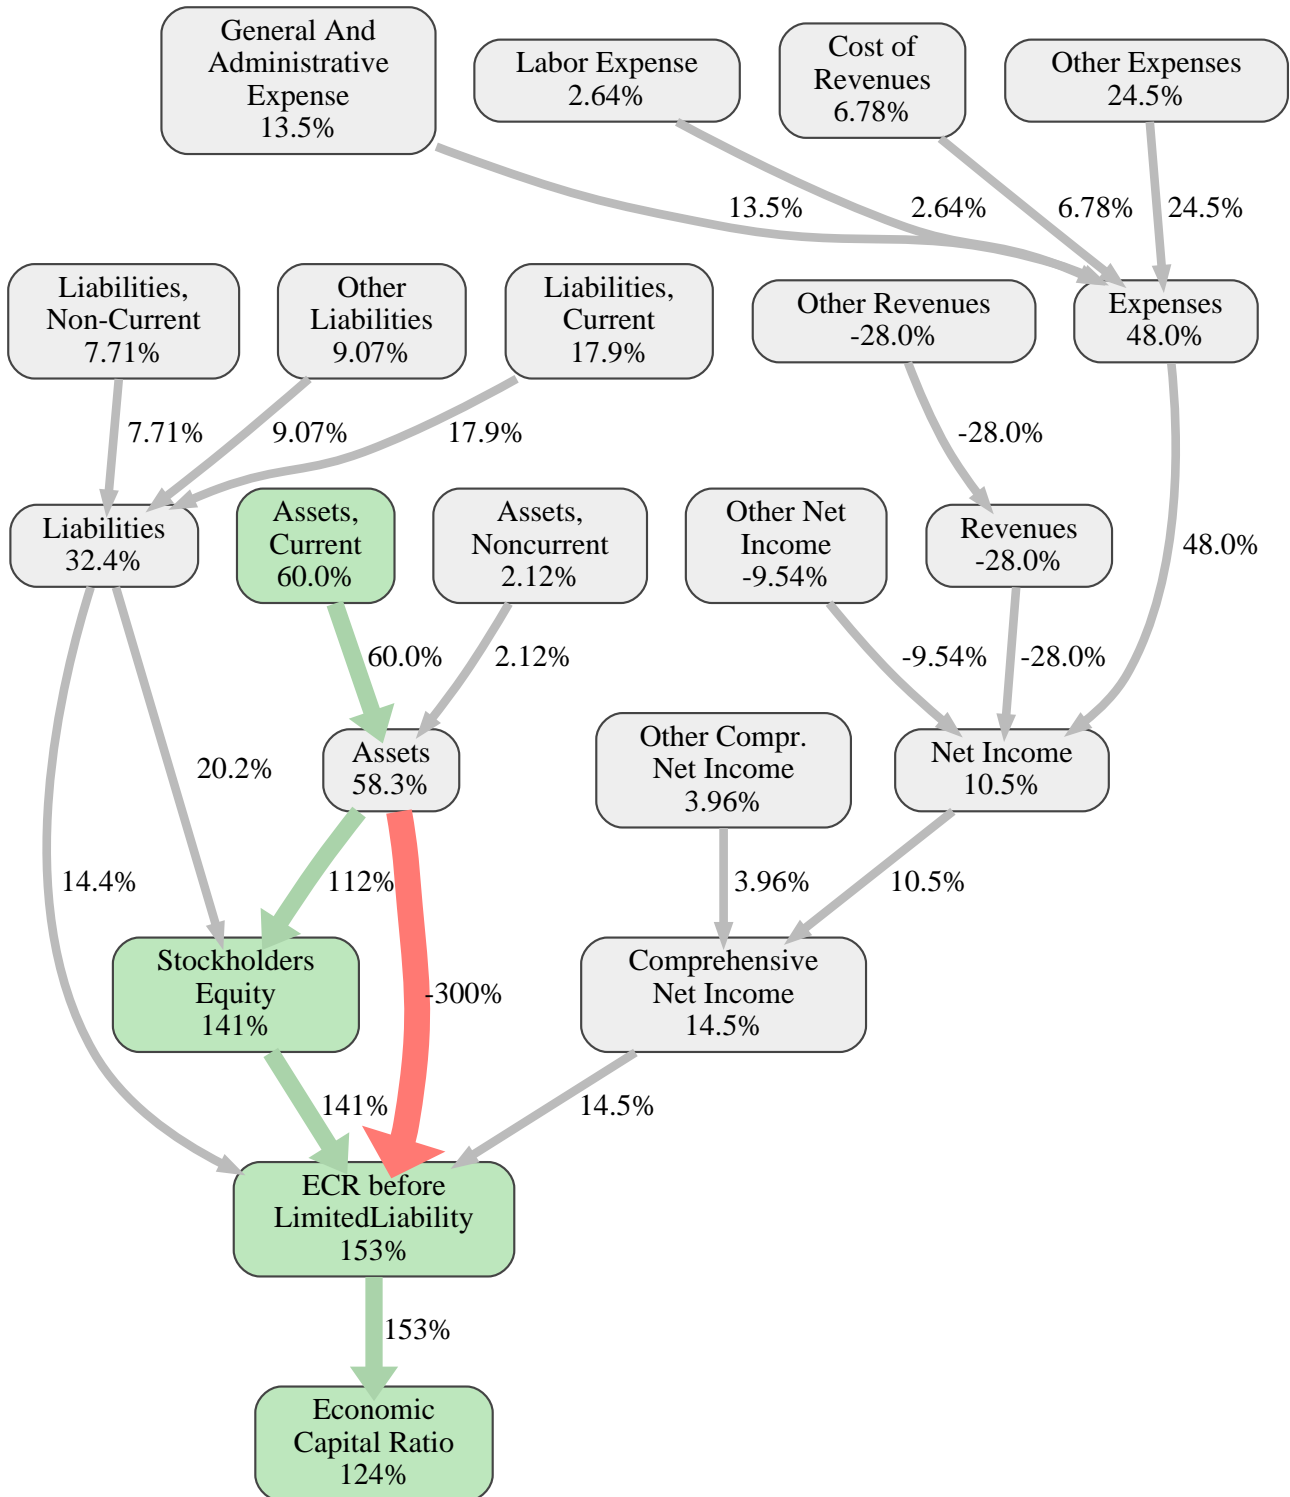 General And
Administrative
Expense
13.5%
Labor Expense
2.64%
Cost of
Revenues
6.78%
Other Expenses
24.5%
13.5%
2.64%
6.78%
24.5%
Liabilities,
Non-Current
7.71%
Other
Liabilities
9.07%
Liabilities,
Current
17.9%
Other Revenues
-28.0%
Expenses
48.0%
7.71%
9.07%
17.9%
-28.0%
Liabilities
32.4%
Assets,
Current
60.0%
Assets,
Noncurrent
2.12%
Other Net
Income
-9.54%
Revenues
-28.0%
48.0%
60.0%
2.12%
-9.54%
-28.0%
20.2%
Assets
58.3%
Other Compr.
Net Income
3.96%
Net Income
10.5%
14.4%
112%
3.96%
10.5%
Stockholders
Equity
141%
-300%
Comprehensive
Net Income
14.5%
141%
14.5%
ECR before
LimitedLiability
153%
153%
Economic
Capital Ratio
124%